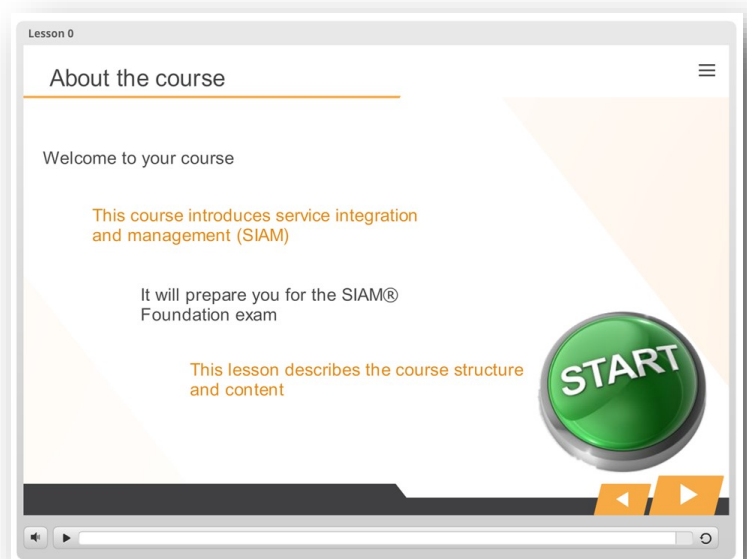 Lesson 0
About the course
Welcome to your course
This course introduces service integration
and management (SIAM)
It will prepare you for the SIAM®
Foundation exam
This lesson describes the course structure
and content
START